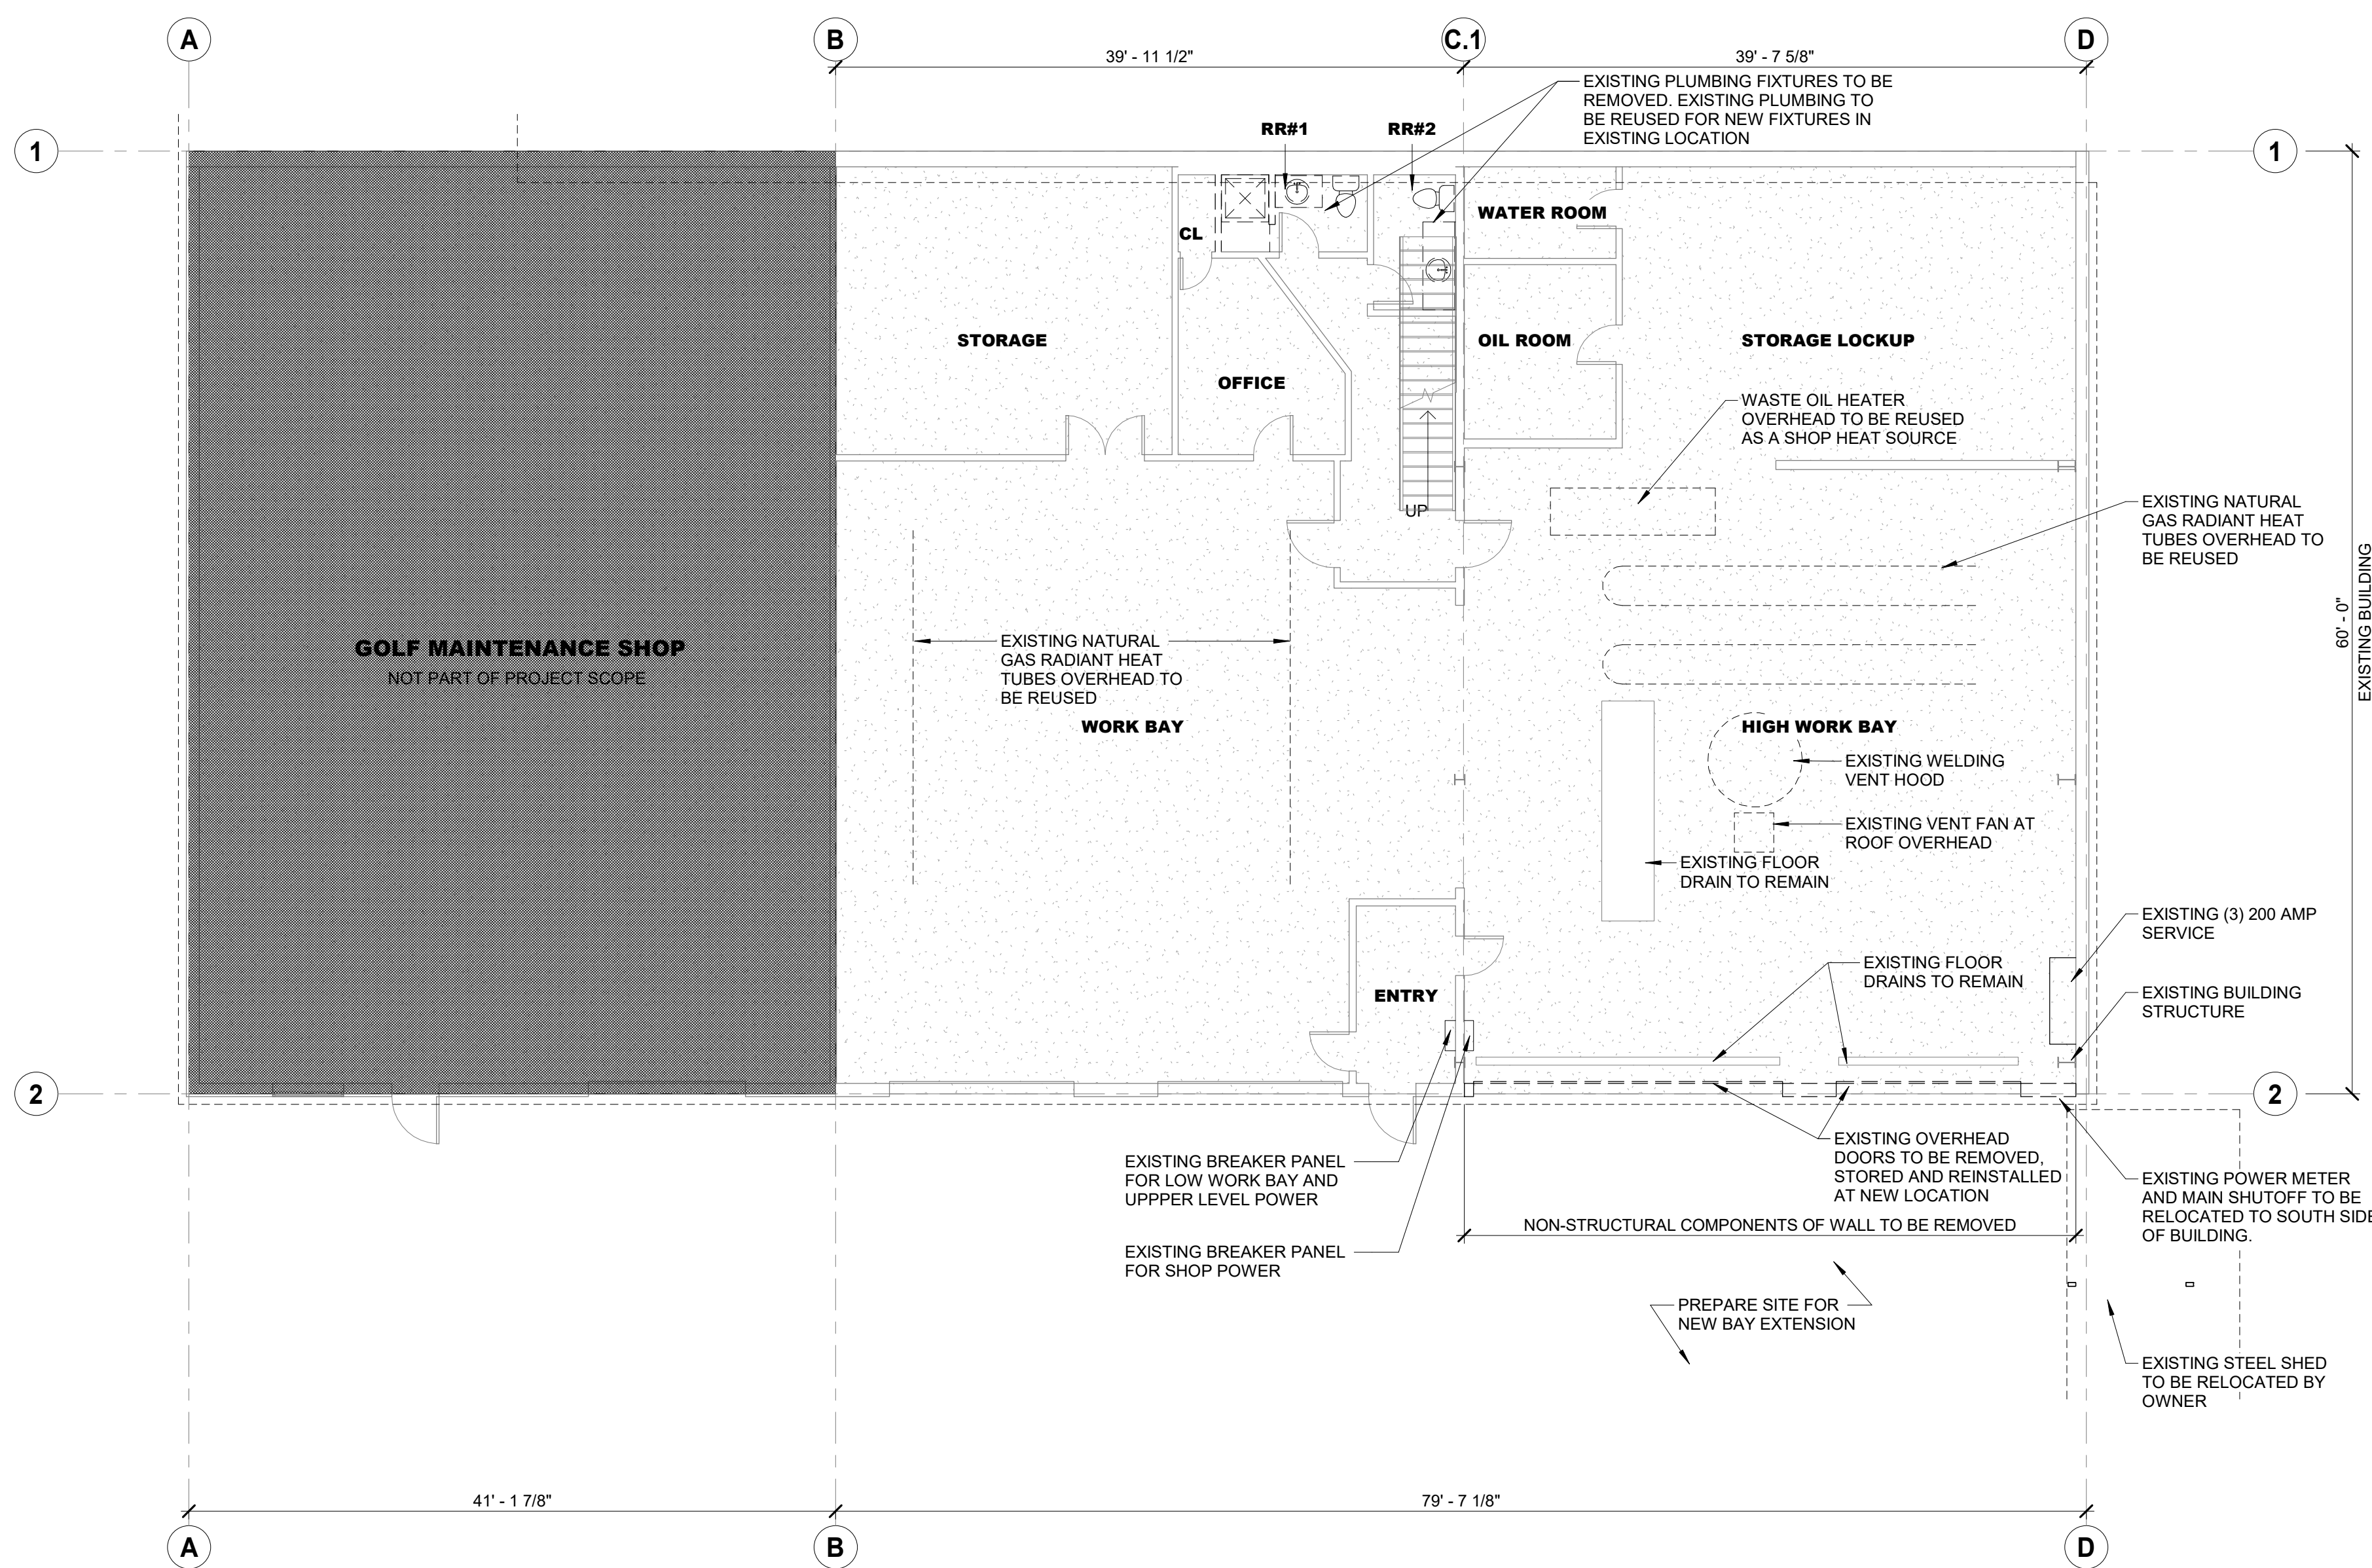 A
B
C.1
D
39' - 11 1/2"
39' - 7 5/8"
EXISTING PLUMBING FIXTURES TO BE
REMOVED. EXISTING PLUMBING TO
BE REUSED FOR NEW FIXTURES IN
EXISTING LOCATION
RR#1
RR#2
1
1
WATER ROOM
CL
STORAGE
OIL ROOM
STORAGE LOCKUP
OFFICE
WASTE OIL HEATER
OVERHEAD TO BE REUSED
AS A SHOP HEAT SOURCE
UP
EXISTING NATURAL
GAS RADIANT HEAT
TUBES OVERHEAD TO
BE REUSED
60' - 0"
EXISTING BUILDING
GOLF MAINTENANCE SHOP
NOT PART OF PROJECT SCOPE
EXISTING NATURAL
GAS RADIANT HEAT
TUBES OVERHEAD TO
BE REUSED
WORK BAY
HIGH WORK BAY
EXISTING WELDING
VENT HOOD
EXISTING VENT FAN AT
ROOF OVERHEAD
EXISTING FLOOR
DRAIN TO REMAIN
EXISTING (3) 200 AMP
SERVICE
EXISTING FLOOR
DRAINS TO REMAIN
ENTRY
EXISTING BUILDING
STRUCTURE
2
2
EXISTING BREAKER PANEL
FOR LOW WORK BAY AND
UPPPER LEVEL POWER
EXISTING OVERHEAD
DOORS TO BE REMOVED,
STORED AND REINSTALLED
AT NEW LOCATION
EXISTING POWER METER
AND MAIN SHUTOFF TO BE
RELOCATED TO SOUTH SIDE
OF BUILDING.
NON-STRUCTURAL COMPONENTS OF WALL TO BE REMOVED
EXISTING BREAKER PANEL
FOR SHOP POWER
PREPARE SITE FOR
NEW BAY EXTENSION
EXISTING STEEL SHED
TO BE RELOCATED BY
OWNER
41' - 1 7/8"
79' - 7 1/8"
A
B
D